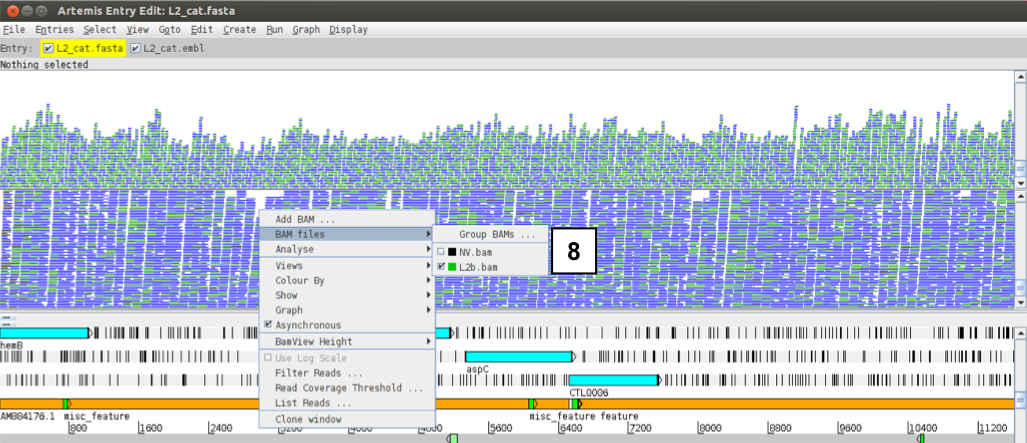 Artemis Entry Edit: L2_cat.fasta
File Entries Select View Goto Edit Create Run Graph Display
Entry: L2_cat.fasta L2_cat.embl
Nothing selected
Add BAM ...
BAM files
Analyse
Views
Colour By
Show
Graph
Asynchronous
BamView Height
Use Log Scale
Filter Reads ...
Read Coverage Threshold ...
List Reads ...
Clone window
Group BAMs ...
NV.bam
L2b.bam
8
hemB
aspC
CTL0006
AM884176.1 misc_feature misc_feature feature
800 1600 2400 3200 5600 6400 7200 8000 8800 9600 10400 11200